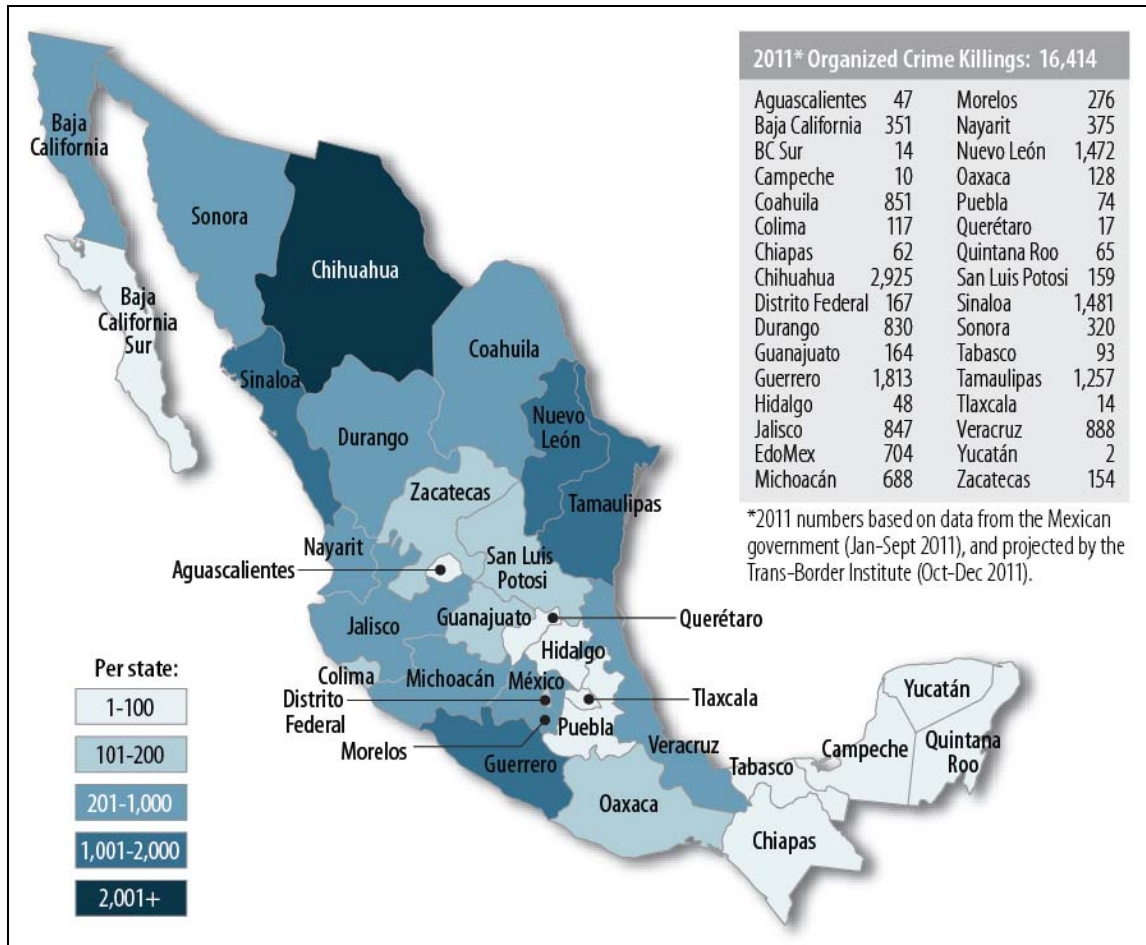 2011* Organized Crime Killings: 16,414
Aguascalientes 47 Morelos 276
Baja California 351 Nayarit 375
BC Sur 14 Nuevo León 1,472
Campeche 10 Oaxaca 128
Coahuila 851 Puebla 74
Colima 117 Querétaro 17
Chiapas 62 Quintana Roo 65
Chihuahua 2,925 San Luis Potosi 159
Distrito Federal 167 Sinaloa 1,481
Durango 830 Sonora 320
Guanajuato 164 Tabasco 93
Guerrero 1,813 Tamaulipas 1,257
Hidalgo 48 Tlaxcala 14
Jalisco 847 Veracruz 888
EdoMex 704 Yucatán 2
Michoacán 688 Zacatecas 154
*2011 numbers based on data from the Mexican
government (Jan-Sept 2011), and projected by the
Trans-Border Institute (Oct-Dec 2011).
Baja
California
Sonora
Chihuahua
Baja
California
Sur
Coahuila
Sinaloa
Nuevo
León
Durango
Zacatecas
Tamaulipas
Nayarit
San Luis
Potosi
Aguascalientes
Guanajuato
Querétaro
Jalisco
Hidalgo
Michoacán
México
Colima
Distrito
Federal
Tlaxcala
Puebla
Morelos
Veracruz
Guerrero
Oaxaca
Tabasco
Campeche
Yucatán
Quintana
Roo
Chiapas
Per state:
1-100
101-200
201-1,000
1,001-2,000
2,001+